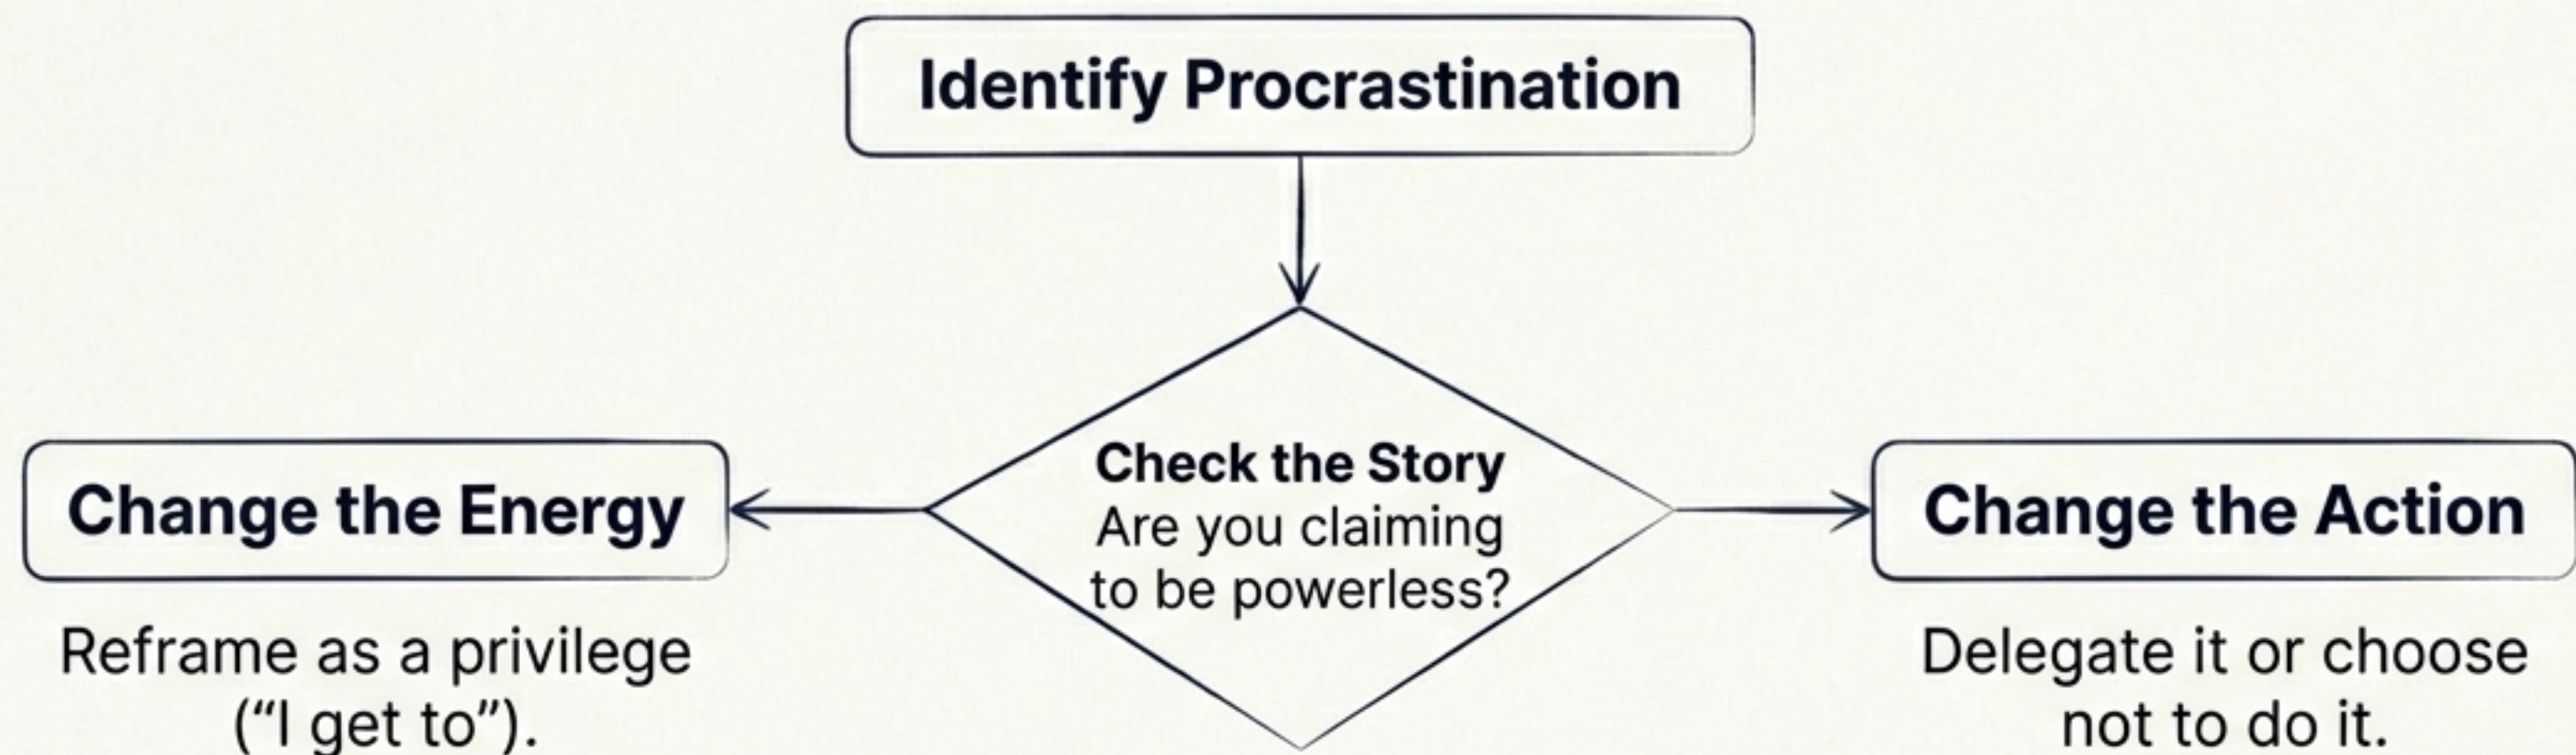 Identify Procrastination
Check the Story
Are you claiming
to be powerless?
Change the Energy
Reframe as a privilege
(“I get to”).
Change the Action
Delegate it or choose
not to do it.